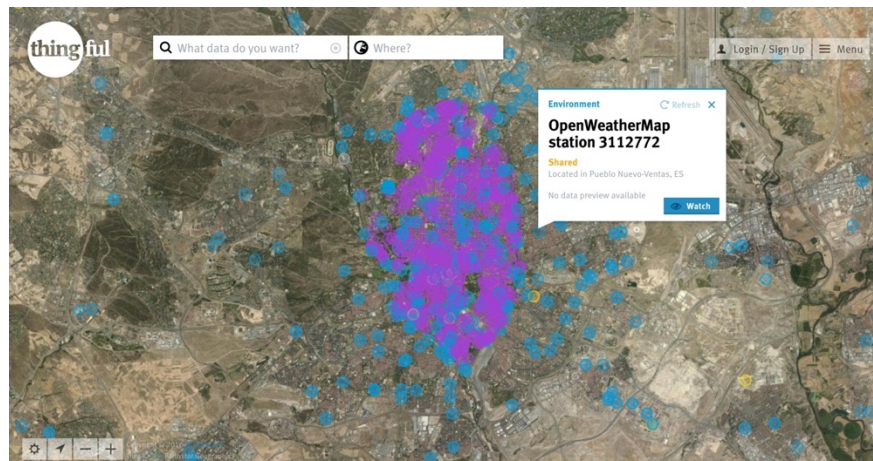 thingful
What data do you want?
Where?
Login / Sign Up
Menu
Environment
Refresh
OpenWeatherMap
station 3112772
Shared
Located in Pueblo Nuevo-Ventas, ES
No data preview available
Watch